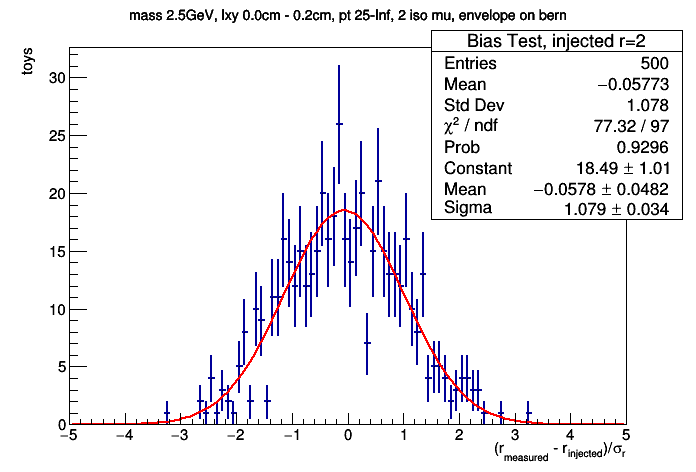 mass 2.5GeV, lxy 0.0cm - 0.2cm, pt 25-Inf, 2 iso mu, envelope on bern
toys
Bias Test, injected r=2
Entries 500
Mean −0.05773
Std Dev 1.078
χ² / ndf 77.32 / 97
Prob 0.9296
Constant 18.49 ± 1.01
Mean −0.0578 ± 0.0482
Sigma 1.079 ± 0.034
30
25
20
15
10
5
0
−5 −4 −3 −2 −1 0 1 2 3 4 5
(r_measured - r_injected)/σ_r